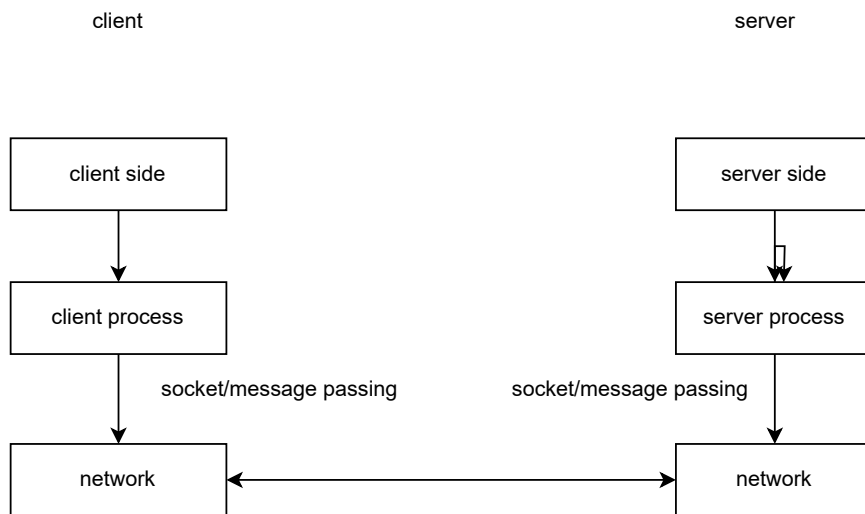 client
server
client side
server side
client process
server process
socket/message passing
socket/message passing
network
network